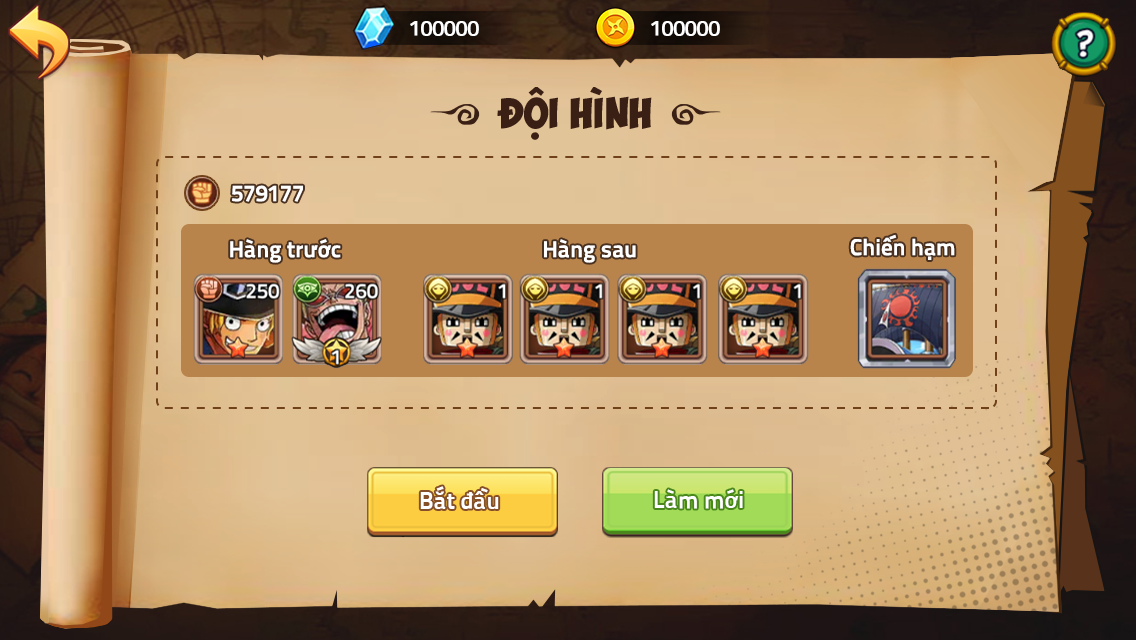 100000 100000
?
ĐỘI HÌNH
579177
Hàng trước Hàng sau Chiến hạm
250 260 1 1 1 1
1
Bắt đầu Làm mới